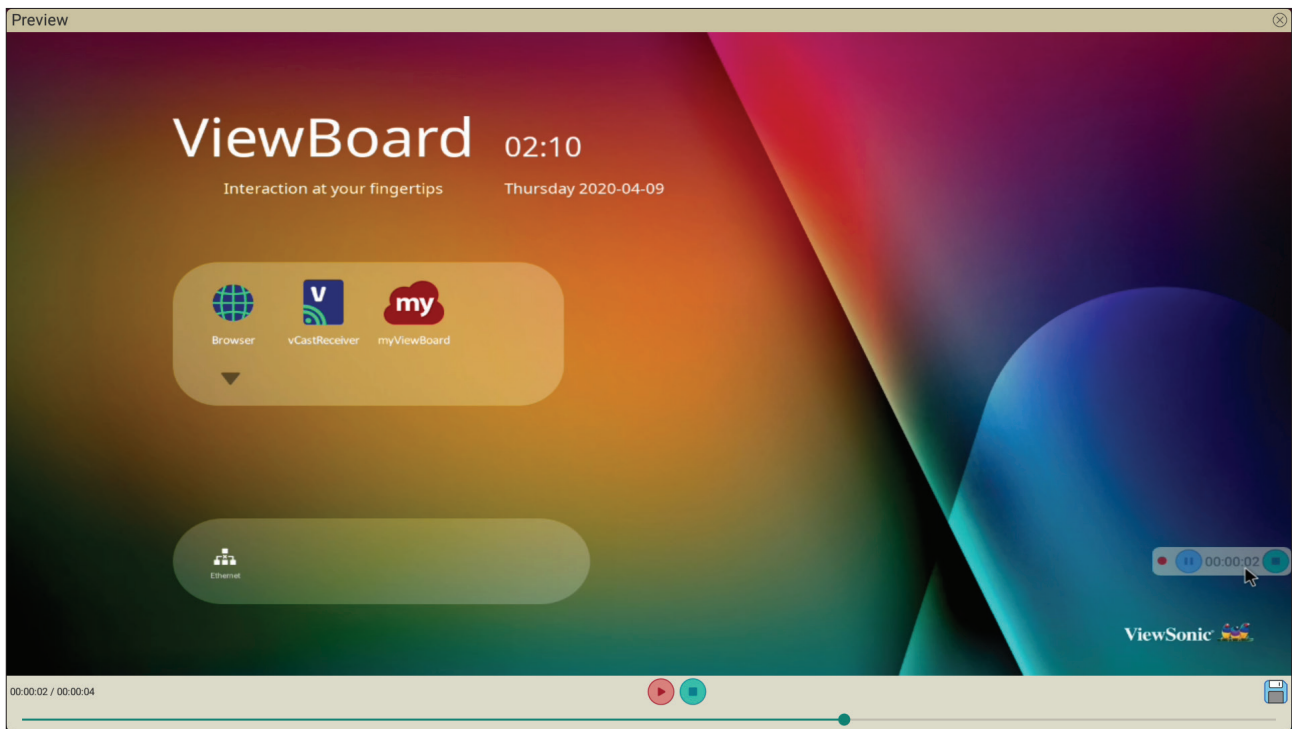 Preview
ViewBoard 02:10
Interaction at your fingertips Thursday 2020-04-09
V my
Browser vCastReceiver myViewBoard
Ethernet
00:00:02
ViewSonic
00:00:02 / 00:00:04